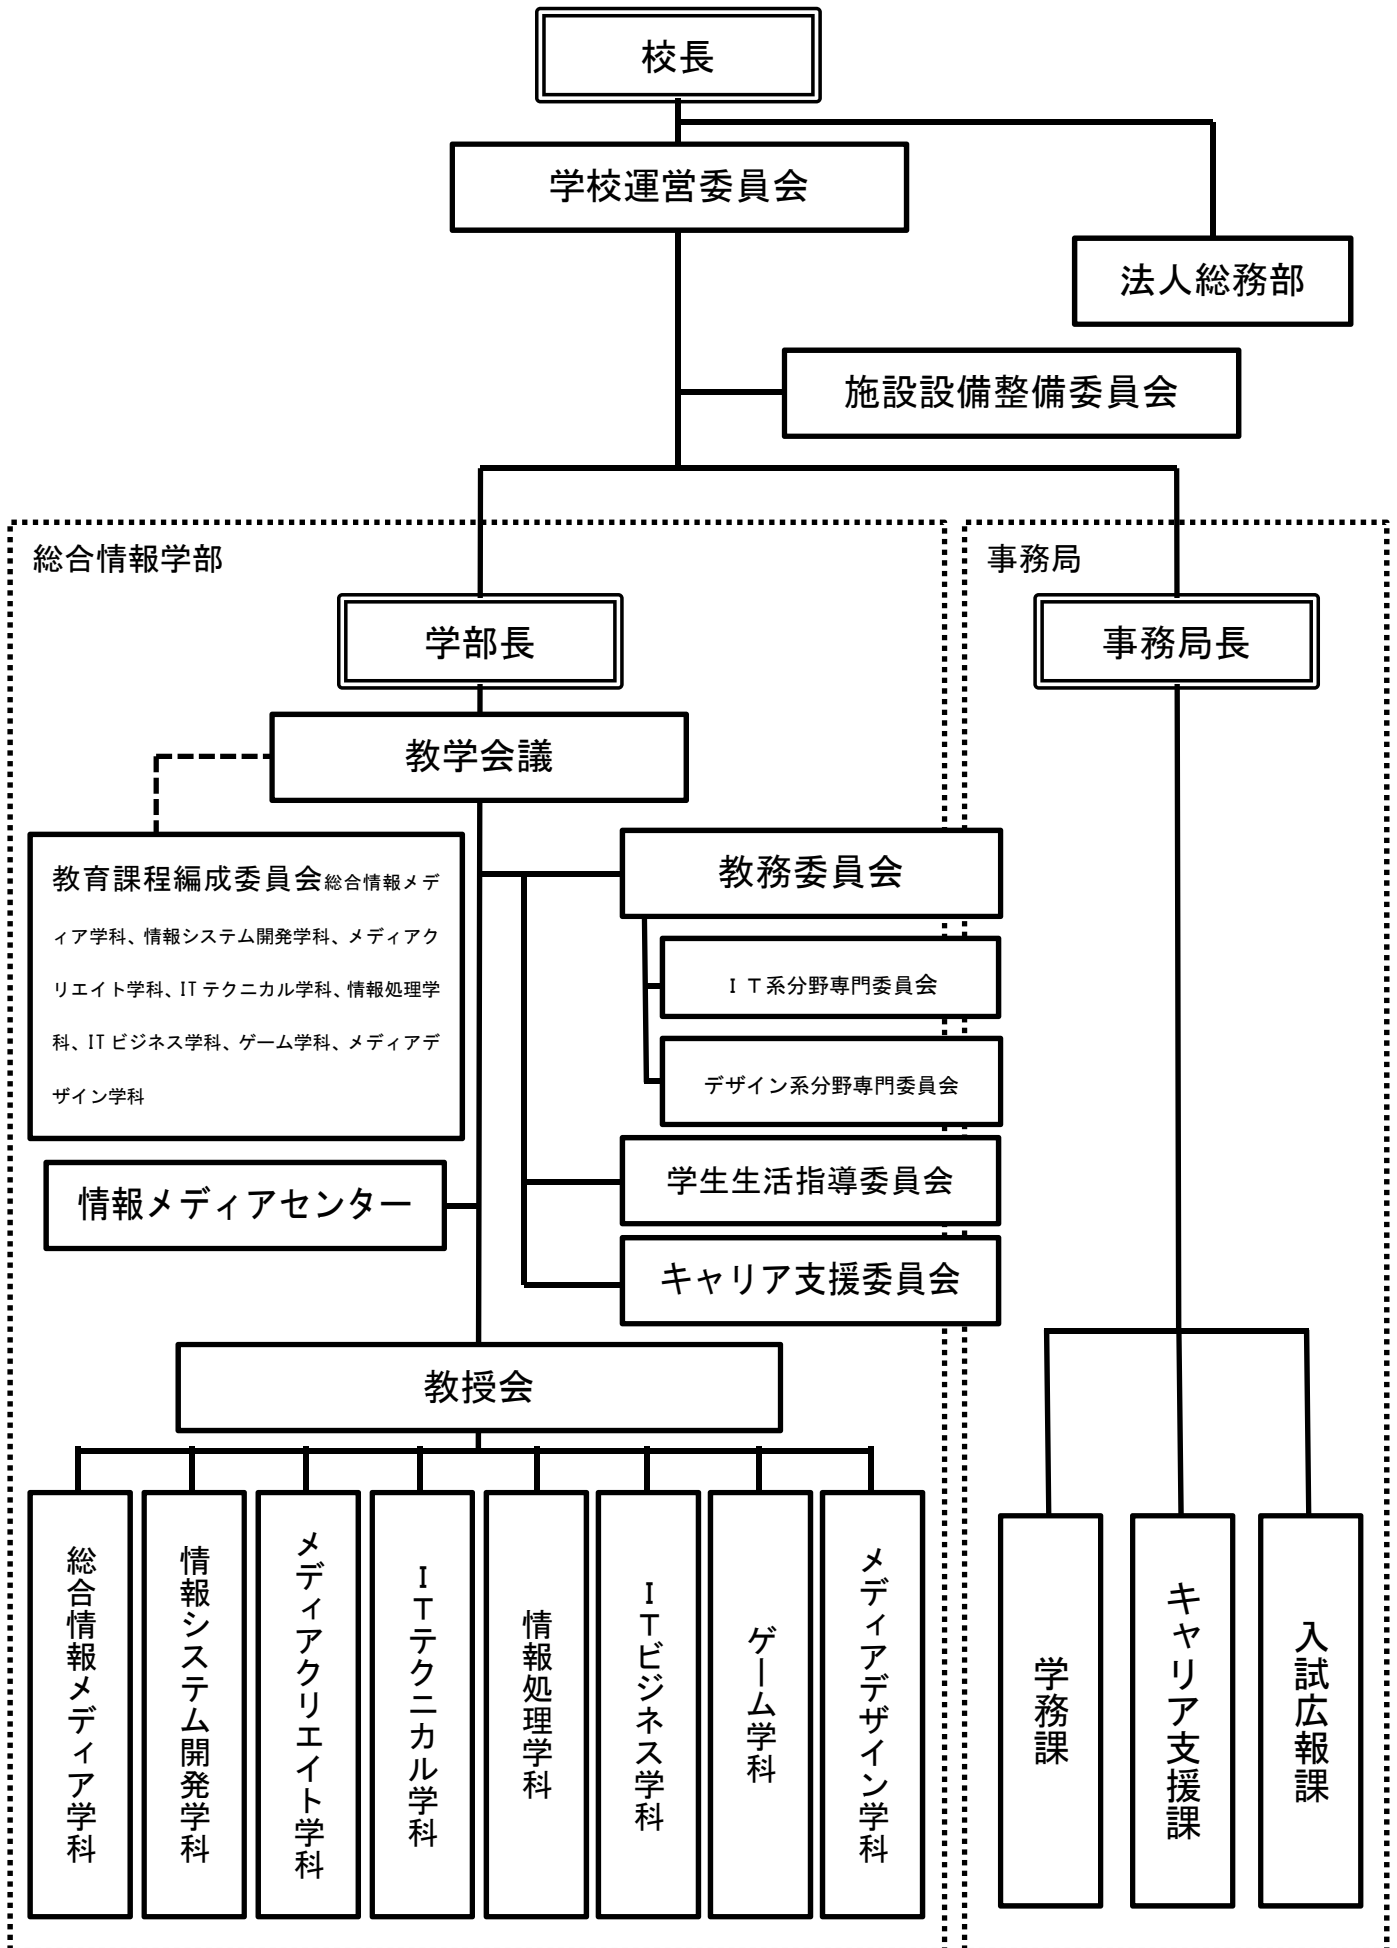 校長
学校運営委員会
法人総務部
施設設備整備委員会
総合情報学部
事務局
学部長
事務局長
教学会議
教育課程編成委員会総合情報メデ
ィア学科、情報システム開発学科、メディアク
リエイト学科、ITテクニカル学科、情報処理学
科、ITビジネス学科、ゲーム学科、メディアデ
ザイン学科
教務委員会
ＩＴ系分野専門委員会
デザイン系分野専門委員会
情報メディアセンター
学生生活指導委員会
キャリア支援委員会
教授会
総合情報メディア学科
情報システム開発学科
メディアクリエイト学科
ＩＴテクニカル学科
情報処理学科
ＩＴビジネス学科
ゲーム学科
メディアデザイン学科
学務課
キャリア支援課
入試広報課